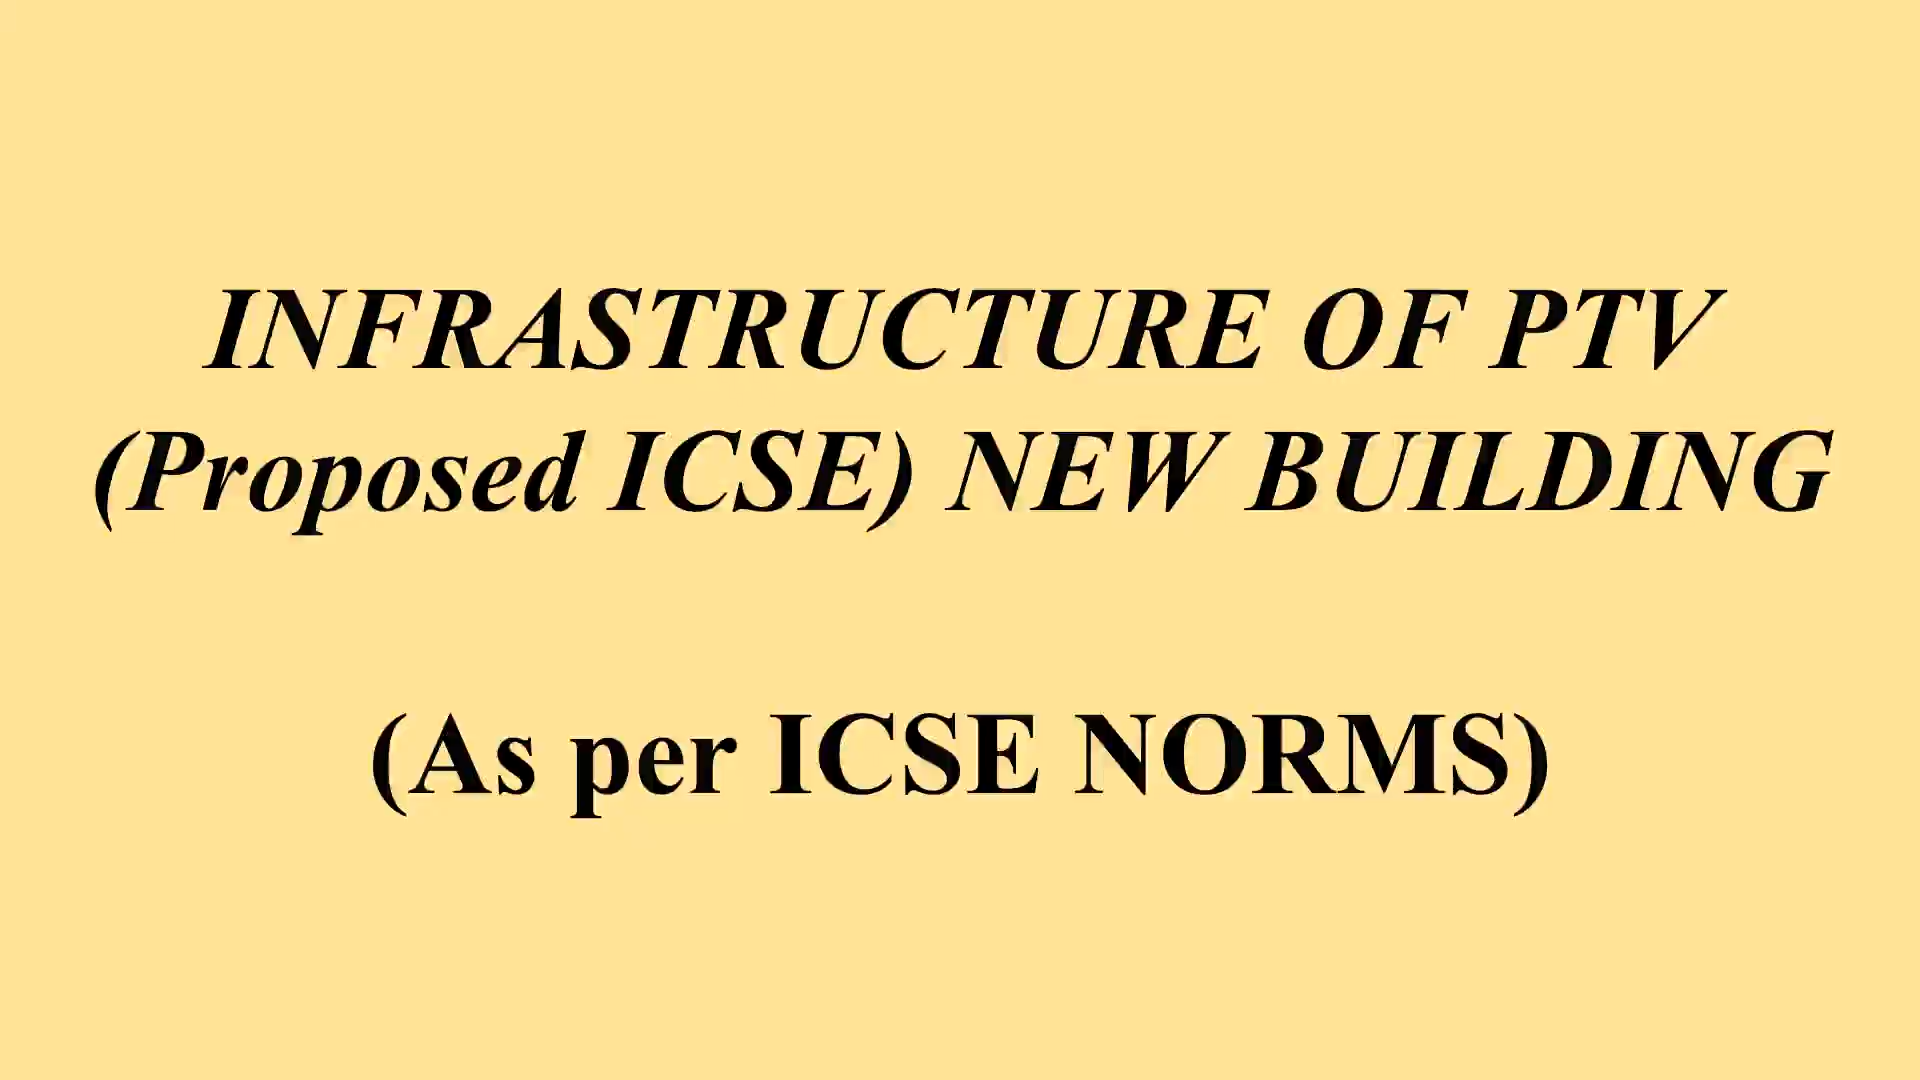 INFRASTRUCTURE OF PTV
(Proposed ICSE) NEW BUILDING
(As per ICSE NORMS)